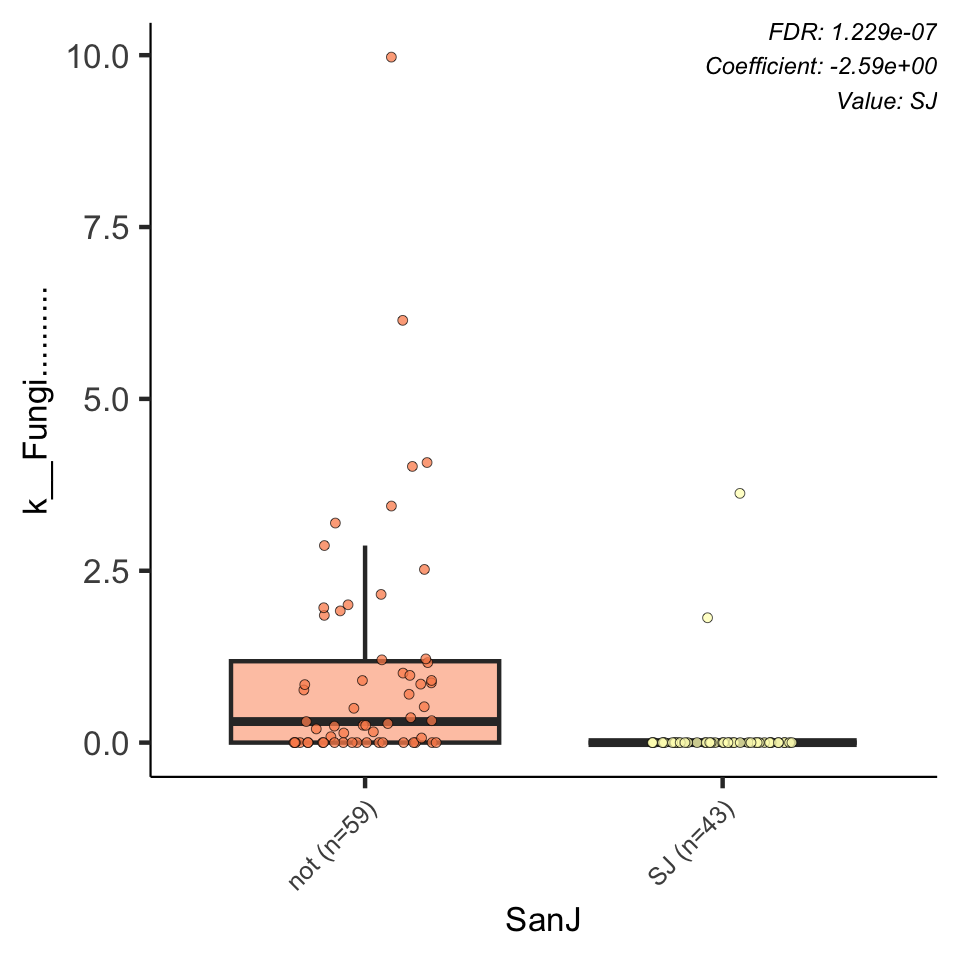 FDR: 1.229e-07
Coefficient: -2.59e+00
Value: SJ
10.0
7.5
5.0
2.5
0.0
k__Fungi..........
not (n=59)
SJ (n=43)
SanJ